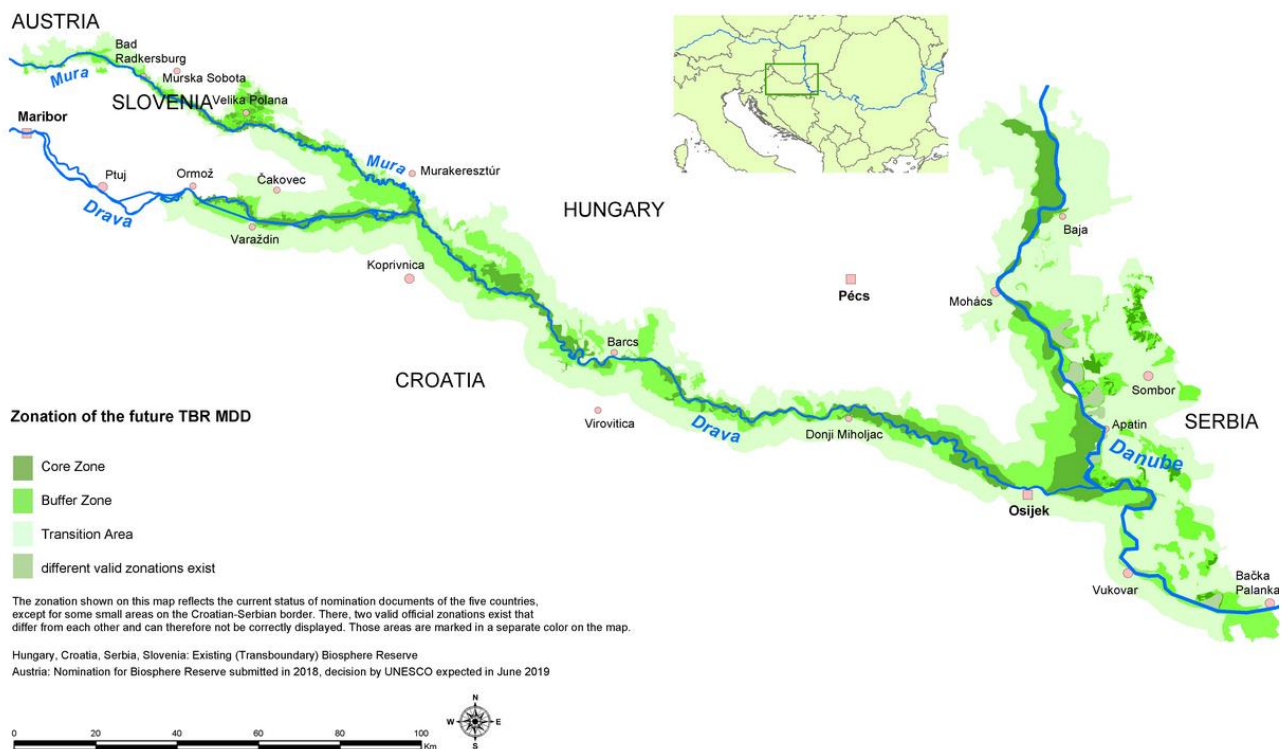 AUSTRIA
Bad
Radkersburg
Mura
Murska Sobota
SLOVENIA
Velika Polana
Maribor
Ptuj
Ormož
Čakovec
Mura
Murakeresztúr
Drava
Varaždin
HUNGARY
Koprivnica
Baja
Pécs
Mohács
Barcs
CROATIA
Sombor
Virovitica
Drava
Donji Miholjac
Apatin
SERBIA
Danube
Osijek
Vukovar
Bačka
Palanka
Zonation of the future TBR MDD
Core Zone
Buffer Zone
Transition Area
different valid zonations exist
The zonation shown on this map reflects the current status of nomination documents of the five countries,
except for some small areas on the Croatian-Serbian border. There, two valid official zonations exist that
differ from each other and can therefore not be correctly displayed. Those areas are marked in a separate color on the map.
Hungary, Croatia, Serbia, Slovenia: Existing (Transboundary) Biosphere Reserve
Austria: Nomination for Biosphere Reserve submitted in 2018, decision by UNESCO expected in June 2019
N
W E
S
0 20 40 60 80 100
Km